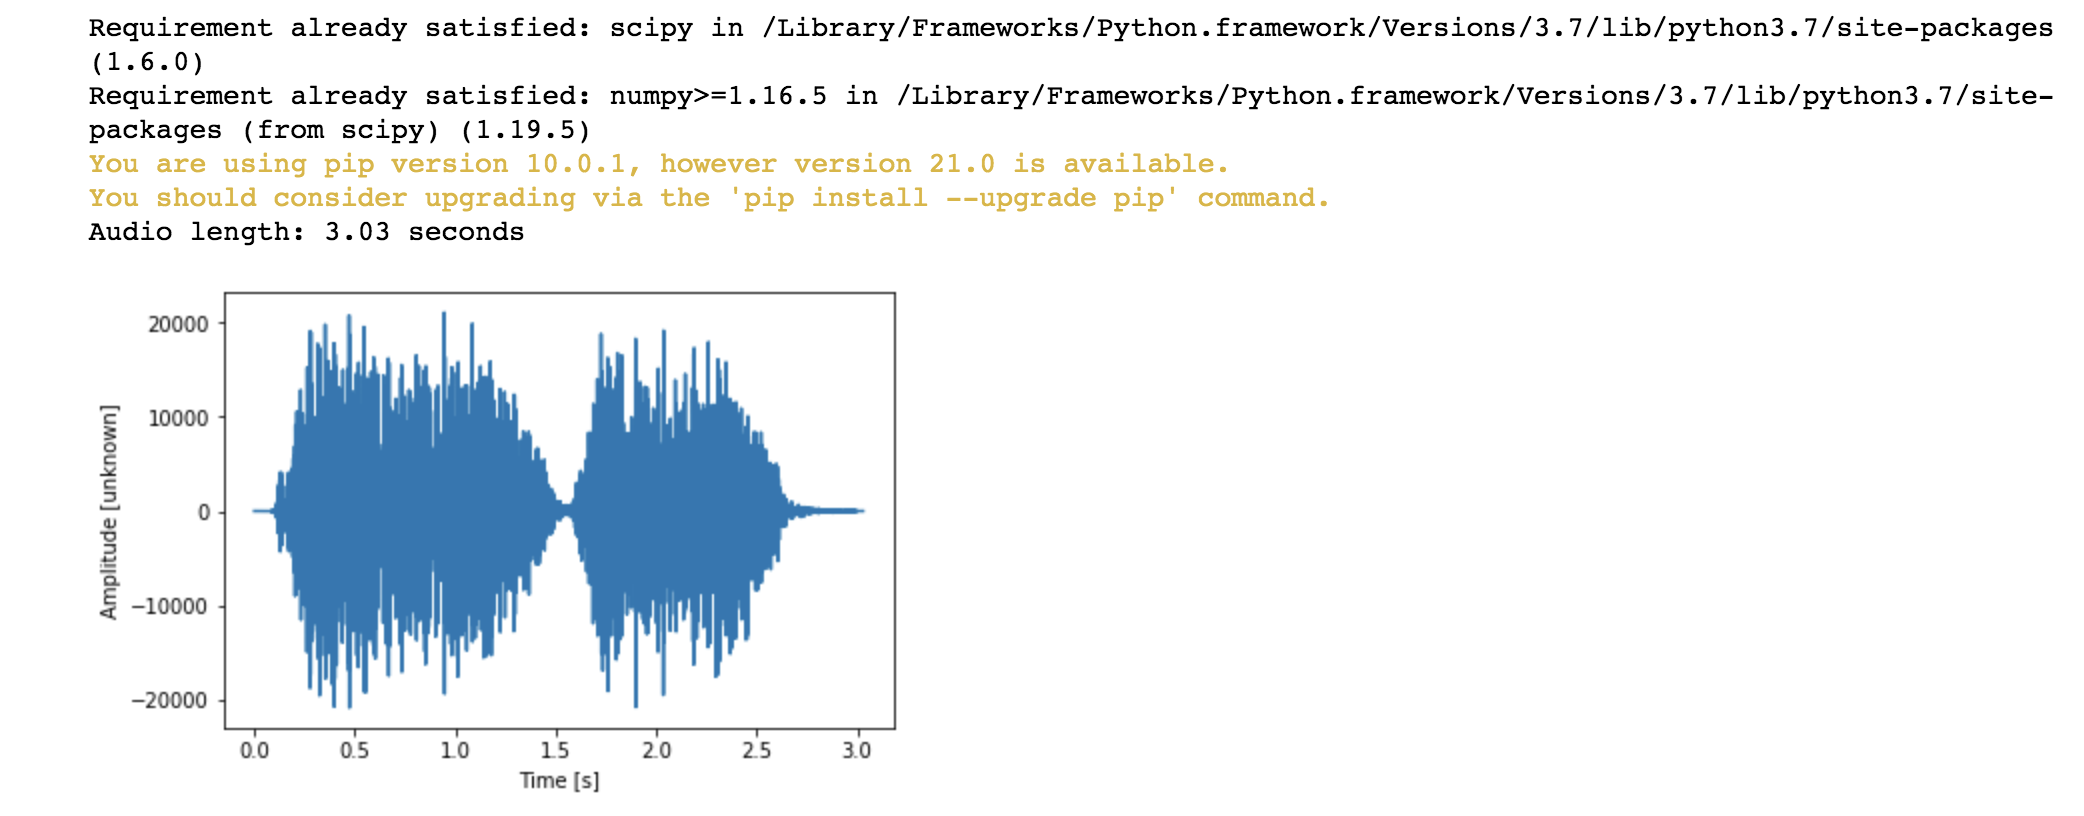 Requirement already satisfied: scipy in /Library/Frameworks/Python.framework/Versions/3.7/lib/python3.7/site-packages
(1.6.0)
Requirement already satisfied: numpy>=1.16.5 in /Library/Frameworks/Python.framework/Versions/3.7/lib/python3.7/site-
packages (from scipy) (1.19.5)
You are using pip version 10.0.1, however version 21.0 is available.
You should consider upgrading via the 'pip install --upgrade pip' command.
Audio length: 3.03 seconds
20000
10000
0
−10000
−20000
Amplitude [unknown]
0.0 0.5 1.0 1.5 2.0 2.5 3.0
Time [s]